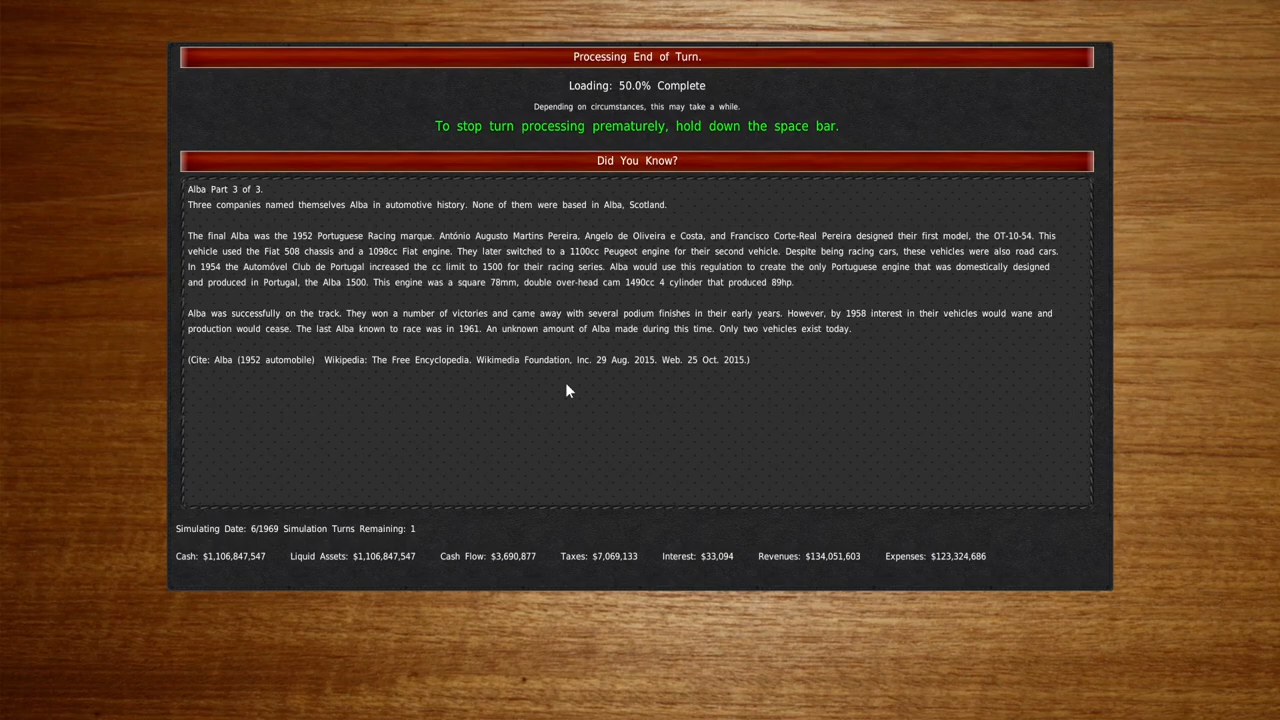 Processing End of Turn.
Loading: 50.0% Complete
Depending on circumstances, this may take a while.
To stop turn processing prematurely, hold down the space bar.
Did You Know?
Alba Part 3 of 3.
Three companies named themselves Alba in automotive history. None of them were based in Alba, Scotland.
The final Alba was the 1952 Portuguese Racing marque. António Augusto Martins Pereira, Angelo de Oliveira e Costa, and Francisco Corte-Real Pereira designed their first model, the OT-10-54. This
vehicle used the Fiat 508 chassis and a 1098cc Fiat engine. They later switched to a 1100cc Peugeot engine for their second vehicle. Despite being racing cars, these vehicles were also road cars.
In 1954 the Automóvel Club de Portugal increased the cc limit to 1500 for their racing series. Alba would use this regulation to create the only Portuguese engine that was domestically designed
and produced in Portugal, the Alba 1500. This engine was a square 78mm, double over-head cam 1490cc 4 cylinder that produced 89hp.
Alba was successfully on the track. They won a number of victories and came away with several podium finishes in their early years. However, by 1958 interest in their vehicles would wane and
production would cease. The last Alba known to race was in 1961. An unknown amount of Alba made during this time. Only two vehicles exist today.
(Cite: Alba (1952 automobile) Wikipedia: The Free Encyclopedia. Wikimedia Foundation, Inc. 29 Aug. 2015. Web. 25 Oct. 2015.)
Simulating Date: 6/1969 Simulation Turns Remaining: 1
Cash: $1,106,847,547 Liquid Assets: $1,106,847,547 Cash Flow: $3,690,877 Taxes: $7,069,133 Interest: $33,094 Revenues: $134,051,603 Expenses: $123,324,686